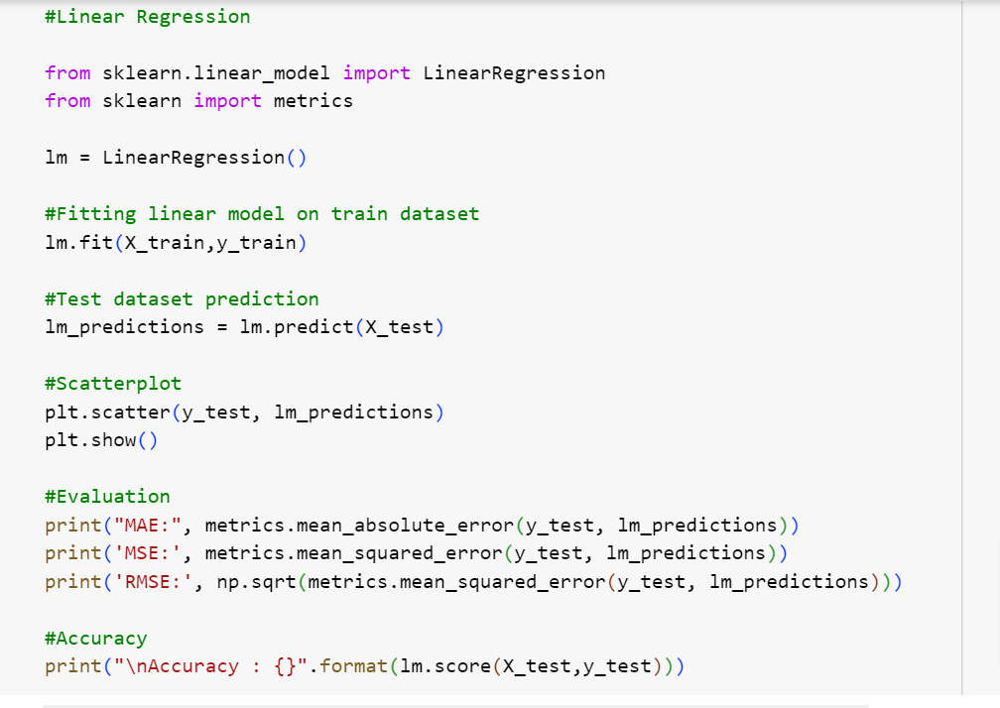 #Linear Regression
from sklearn.linear_model import LinearRegression
from sklearn import metrics
lm = LinearRegression()
#Fitting linear model on train dataset
lm.fit(X_train,y_train)
#Test dataset prediction
lm_predictions = lm.predict(X_test)
#Scatterplot
plt.scatter(y_test, lm_predictions)
plt.show()
#Evaluation
print("MAE:", metrics.mean_absolute_error(y_test, lm_predictions))
print('MSE:', metrics.mean_squared_error(y_test, lm_predictions))
print('RMSE:', np.sqrt(metrics.mean_squared_error(y_test, lm_predictions)))
#Accuracy
print("\nAccuracy : {}".format(lm.score(X_test,y_test)))